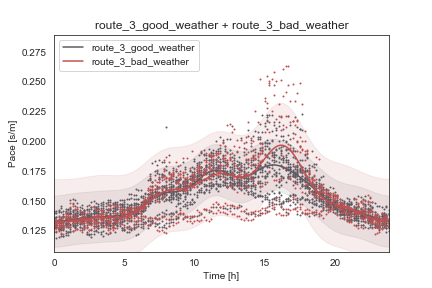 route_3_good_weather + route_3_bad_weather
route_3_good_weather
route_3_bad_weather
Pace [s/m]
0.275
0.250
0.225
0.200
0.175
0.150
0.125
0 5 10 15 20
Time [h]